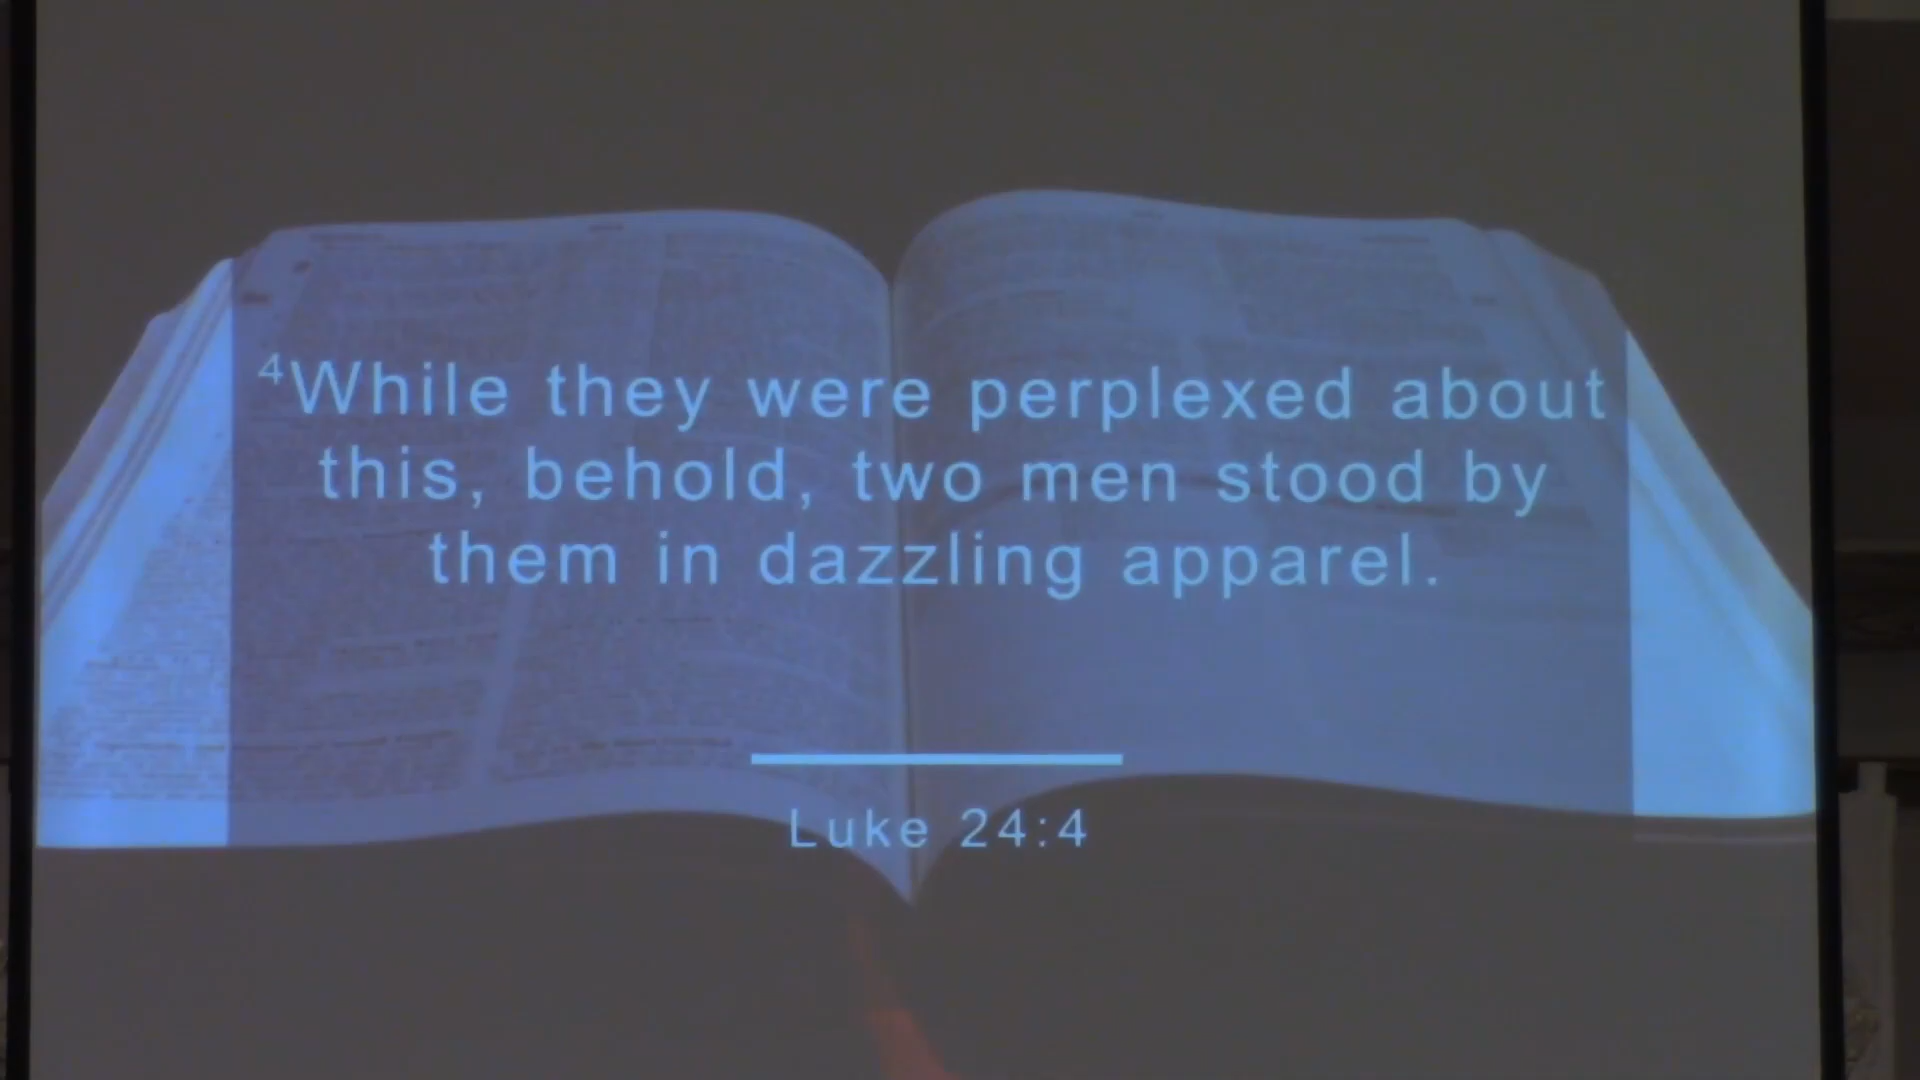 ⁴While they were perplexed about
this, behold, two men stood by
them in dazzling apparel.
Luke 24:4